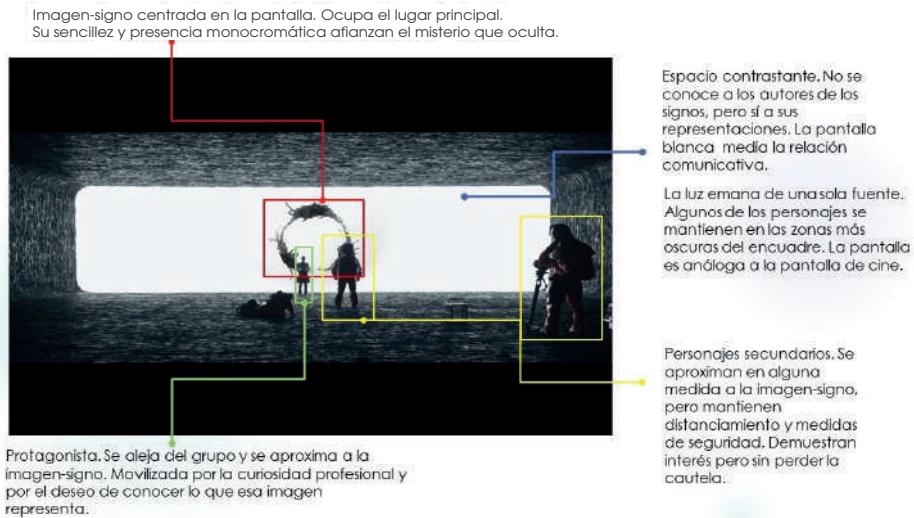 Imagen-signo centrada en la pantalla. Ocupa el lugar principal.
Su sencillez y presencia monocromática afianzan el misterio que oculta.
Espacio contrastante. No se
conoce a los autores de los
signos, pero sí a sus
representaciones. La pantalla
blanca media la relación
comunicativa.
La luz emana de una sola fuente.
Algunos de los personajes se
mantienen en las zonas más
oscuras del encuadre. La pantalla
es análoga a la pantalla de cine.
Personajes secundarios. Se
aproximan en alguna
medida a la imagen-signo,
pero mantienen
distanciamiento y medidas
de seguridad. Demuestran
interés pero sin perder la
cautela.
Protagonista. Se aleja del grupo y se aproxima a la
imagen-signo. Movilizada por la curiosidad profesional y
por el deseo de conocer lo que esa imagen
representa.